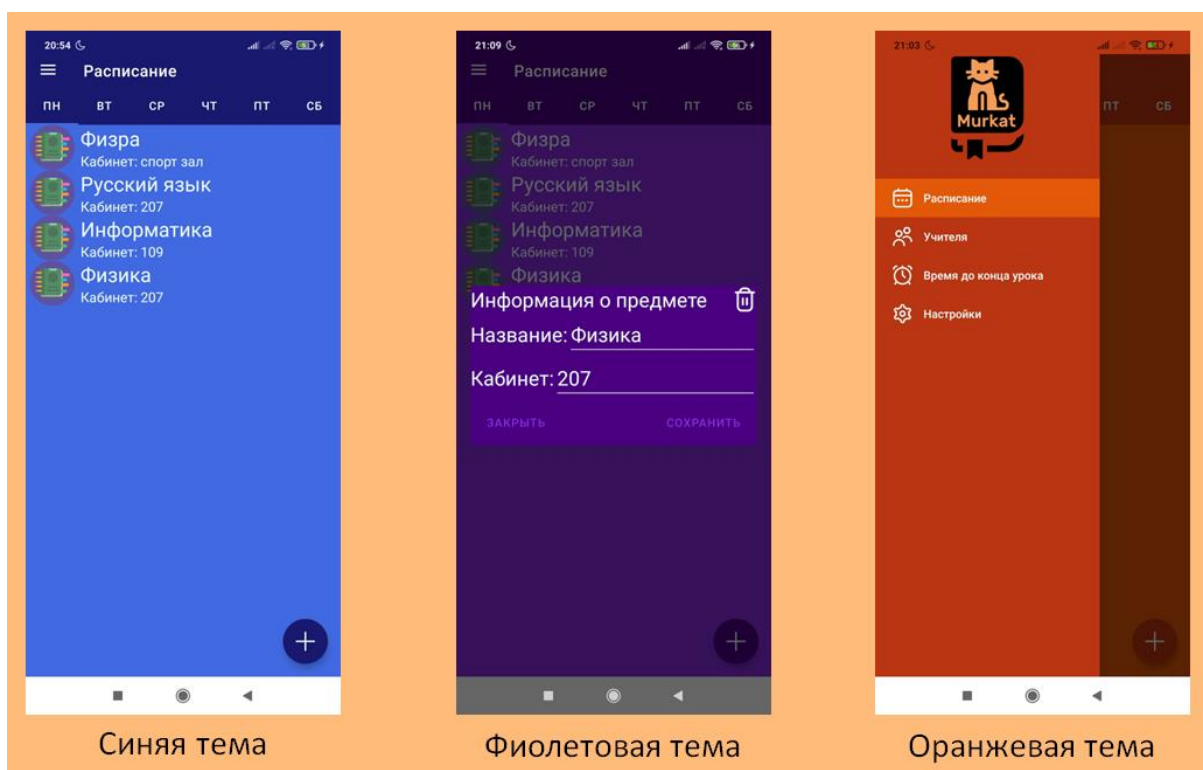 20:54
Расписание
ПН ВТ СР ЧТ ПТ СБ
Физра
Кабинет: спорт зал
Русский язык
Кабинет: 207
Информатика
Кабинет: 109
Физика
Кабинет: 207
Синяя тема
21:09
Расписание
ПН ВТ СР ЧТ ПТ СБ
Физра
Кабинет: спорт зал
Русский язык
Кабинет: 207
Информатика
Кабинет: 109
Физика
Информация о предмете
Название: Физика
Кабинет: 207
ЗАКРЫТЬ СОХРАНИТЬ
Фиолетовая тема
21:03
Murkat
ПТ СБ
Расписание
Учителя
Время до конца урока
Настройки
Оранжевая тема